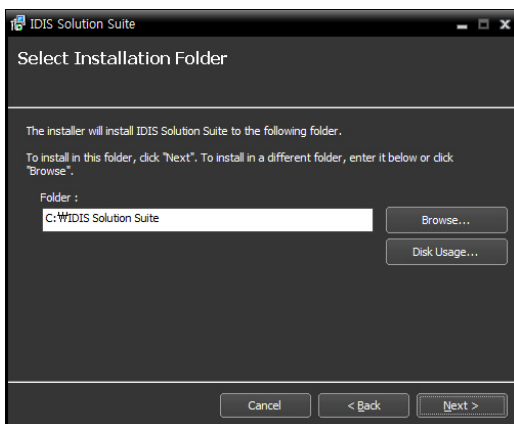 IDIS Solution Suite
Select Installation Folder
The installer will install IDIS Solution Suite to the following folder.
To install in this folder, click "Next". To install in a different folder, enter it below or click
"Browse".
Folder :
C:₩IDIS Solution Suite
Browse...
Disk Usage...
Cancel
< Back
Next >